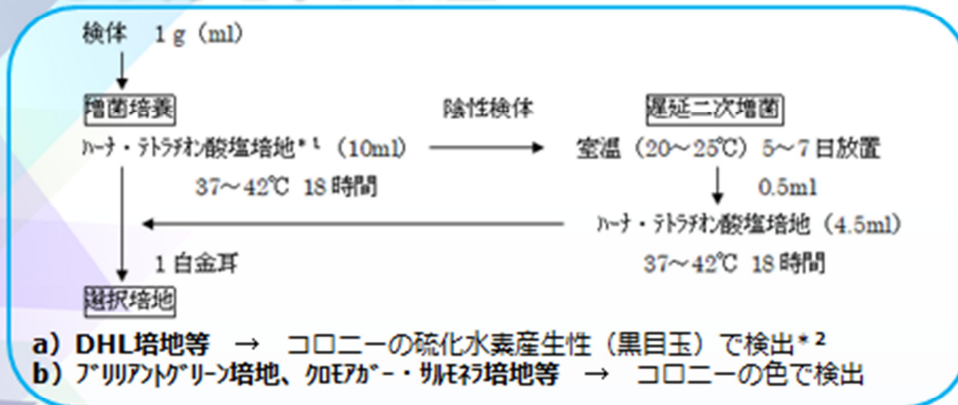 検体 1 g (ml)
増菌培養 陰性検体 遅延二次増菌
ハーナ・テトラチオン酸塩培地*1 (10ml) 室温 (20~25℃) 5~7 日放置
37~42℃ 18 時間 0.5ml
ハーナ・テトラチオン酸塩培地 (4.5ml)
1 白金耳 37~42℃ 18 時間
選択培地
a) DHL培地等 → コロニーの硫化水素産生性（黒目玉）で検出*2
b) ブリリアントグリーン培地、クロモアガー・サルモネラ培地等 → コロニーの色で検出